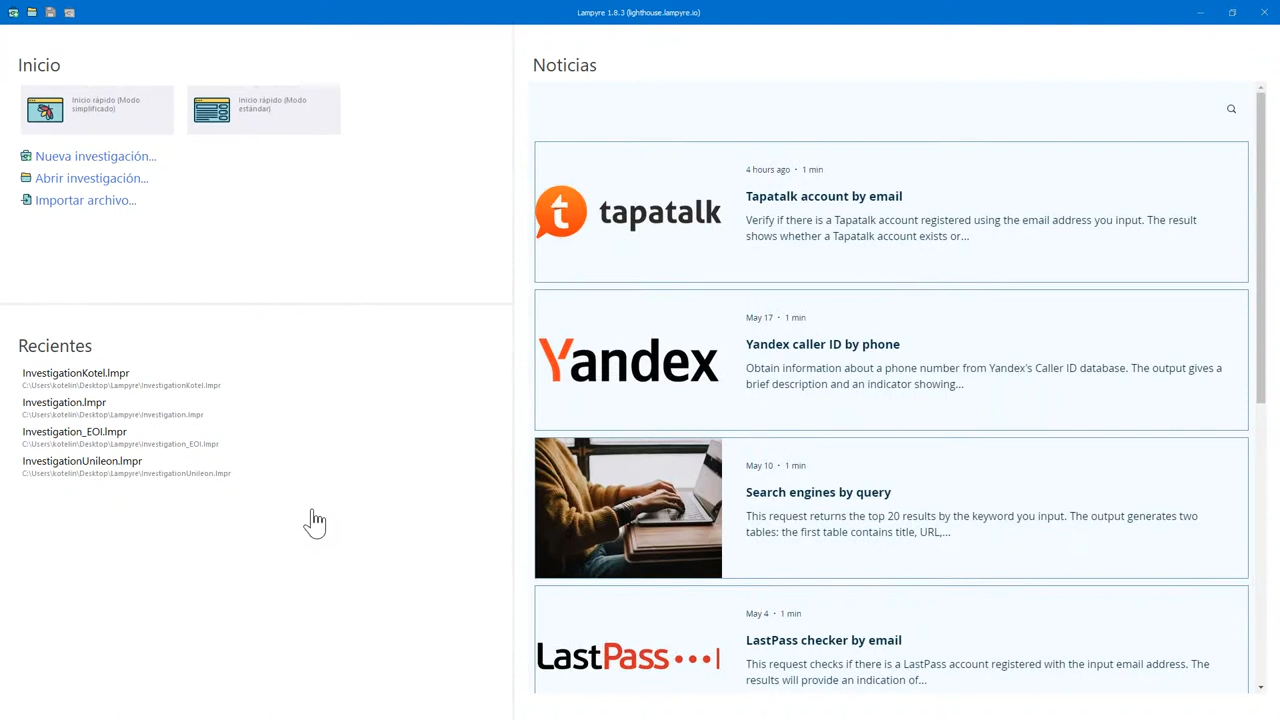 Lampyre 1.8.3 (lighthouse.lampyre.io)
Inicio
Inicio rápido (Modo
simplificado)
Inicio rápido (Modo
estándar)
Nueva investigación...
Abrir investigación...
Importar archivo...
Recientes
InvestigationKotel.lmpr
C:\Users\kotelin\Desktop\Lampyre\InvestigationKotel.lmpr
Investigation.lmpr
C:\Users\kotelin\Desktop\Lampyre\Investigation.lmpr
Investigation_EOI.lmpr
C:\Users\kotelin\Desktop\Lampyre\Investigation_EOI.lmpr
InvestigationUnileon.lmpr
C:\Users\kotelin\Desktop\Lampyre\InvestigationUnileon.lmpr
Noticias
tapatalk
4 hours ago · 1 min
Tapatalk account by email
Verify if there is a Tapatalk account registered using the email address you input. The result
shows whether a Tapatalk account exists or...
Yandex
May 17 · 1 min
Yandex caller ID by phone
Obtain information about a phone number from Yandex's Caller ID database. The output gives a
brief description and an indicator showing...
May 10 · 1 min
Search engines by query
This request returns the top 20 results by the keyword you input. The output generates two
tables: the first table contains title, URL,...
LastPass
May 4 · 1 min
LastPass checker by email
This request checks if there is a LastPass account registered with the input email address. The
results will provide an indication of...